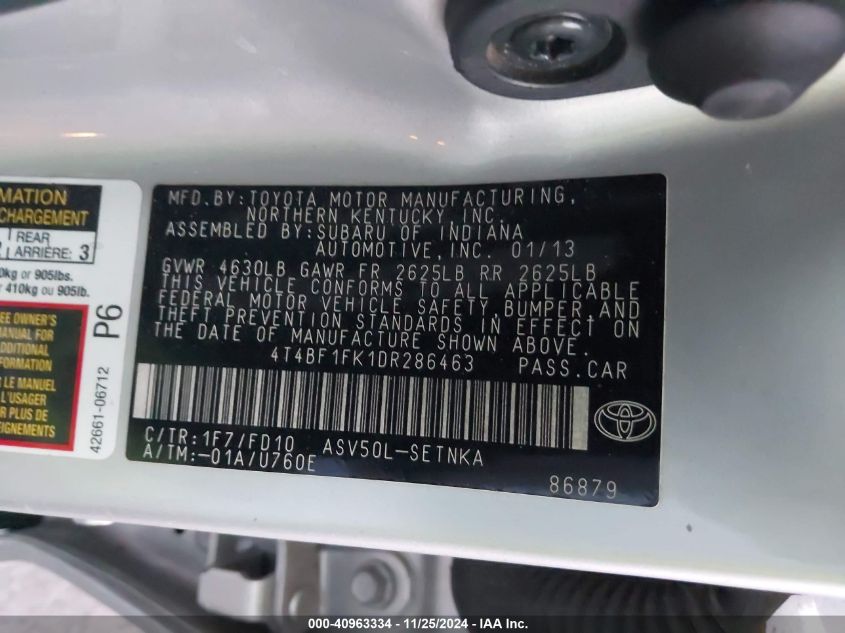 MATION
CHARGEMENT
REAR
ARRIÈRE: 3
kg or 905lbs.
410kg ou 905lb.
EE OWNER'S
MANUAL FOR
ADDITIONAL
FORMATION
LE MANUEL
L'USAGER
PLUS DE
EIGNEMENTS
P6
42661-06712
MFD.BY:TOYOTA MOTOR MANUFACTURING,
NORTHERN KENTUCKY, INC.
ASSEMBLED BY:SUBARU OF INDIANA
AUTOMOTIVE,INC. 01/13
GVWR 4630LB GAWR FR 2625LB RR 2625LB
THIS VEHICLE CONFORMS TO ALL APPLICABLE
FEDERAL MOTOR VEHICLE SAFETY,BUMPER,AND
THEFT PREVENTION STANDARDS IN EFFECT ON
THE DATE OF MANUFACTURE SHOWN ABOVE.
4T4BF1FK1DR286463 PASS.CAR
C/TR:1F7/FD10 ASV50L-SETNKA
A/TM:-01A/U760E
86879
000-40963334 - 11/25/2024 - IAA Inc.